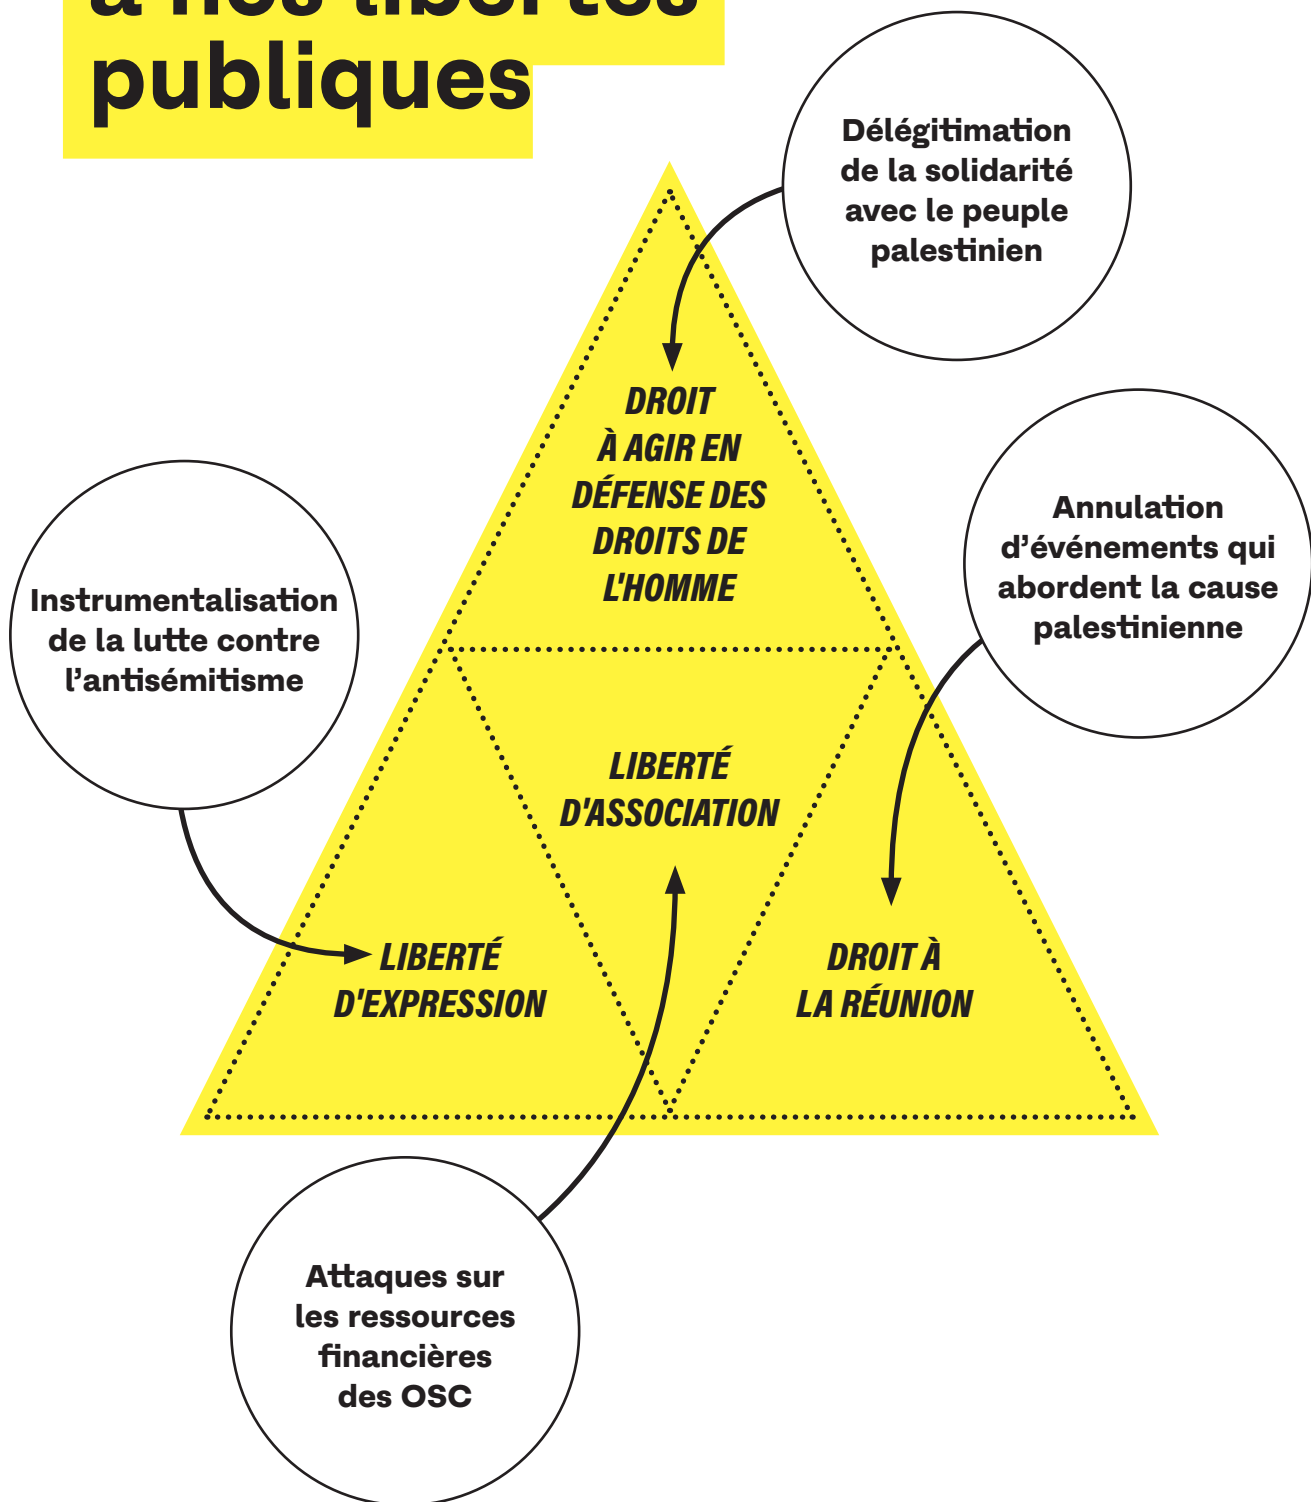 à nos libertés
publiques
Délégitimation
de la solidarité
avec le peuple
palestinien
DROIT
À AGIR EN
DÉFENSE DES
DROITS DE
L'HOMME
Annulation
d’événements qui
abordent la cause
palestinienne
Instrumentalisation
de la lutte contre
l’antisémitisme
LIBERTÉ
D'ASSOCIATION
LIBERTÉ
D'EXPRESSION
DROIT À
LA RÉUNION
Attaques sur
les ressources
financières
des OSC